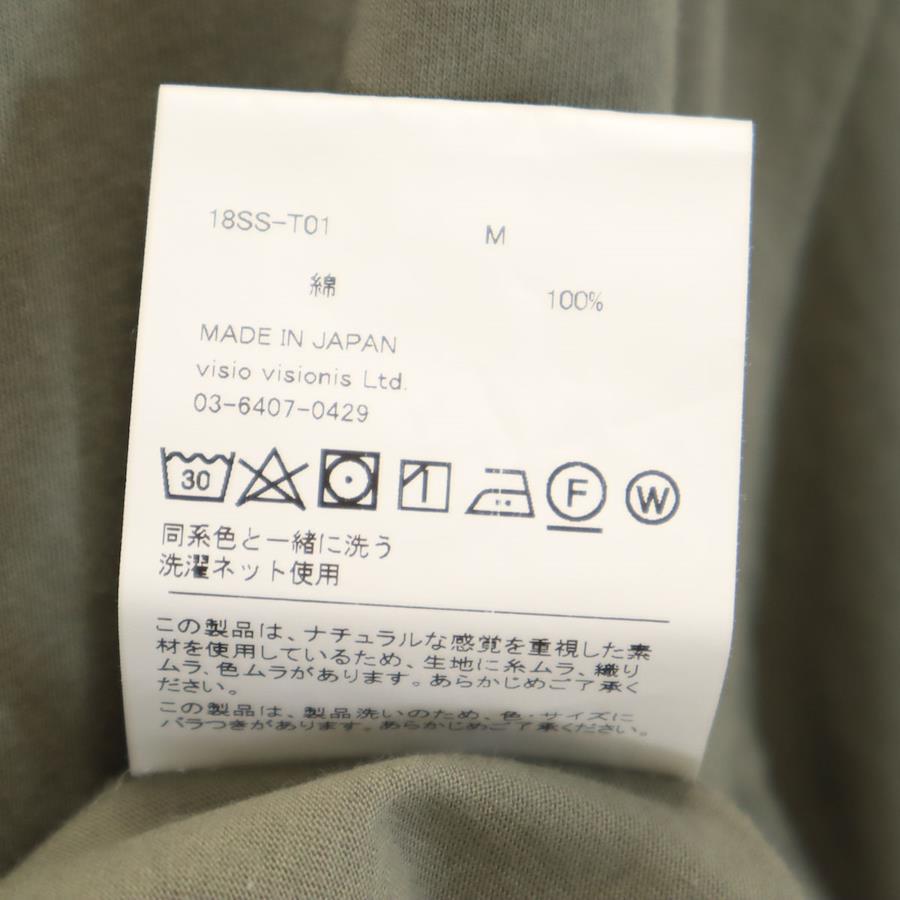 18SS-T01 M
綿 100%
MADE IN JAPAN
visio visionis Ltd.
03-6407-0429
30 F W
同系色と一緒に洗う
洗濯ネット使用
この製品は、ナチュラルな感覚を重視した素
材を使用しているため、生地に糸ムラ、織り
ムラ、色ムラがあります。あらかじめご了承く
ださい。
この製品は、製品洗いのため、色・サイズに
バラつきがあります。あらかじめご了承ください。